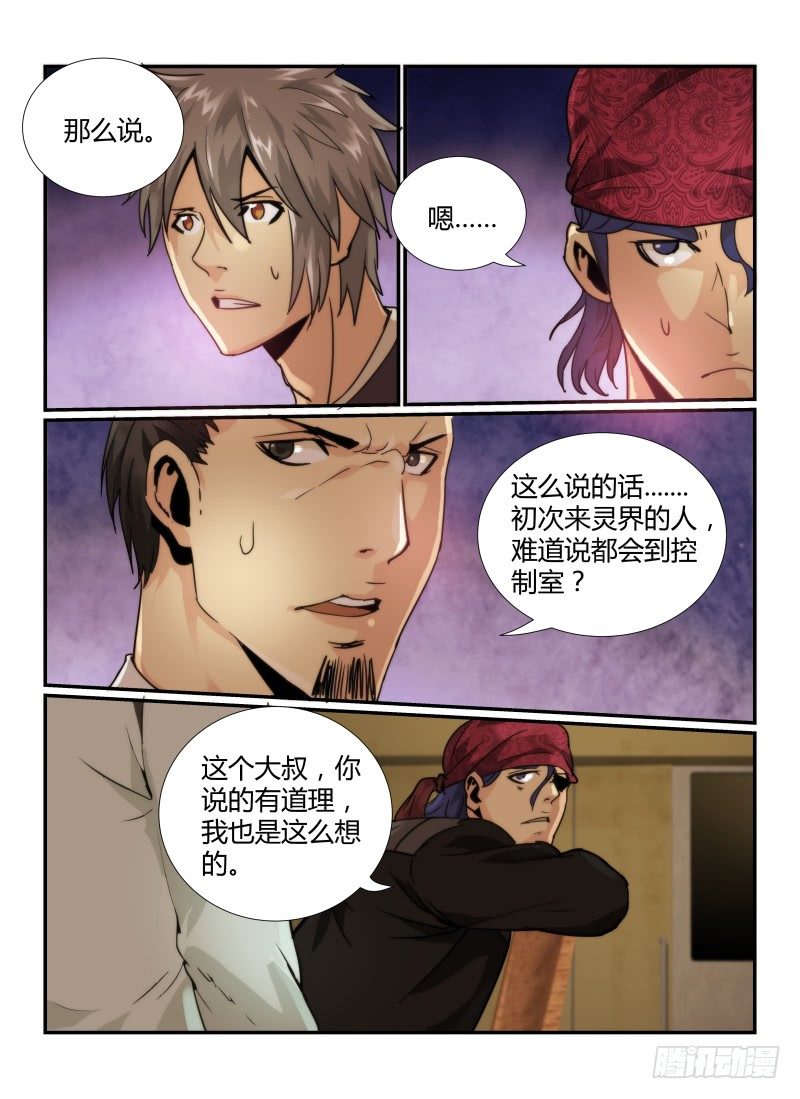 那么说。
嗯……
这么说的话…….
初次来灵界的人，
难道说都会到控
制室？
这个大叔，你
说的有道理，
我也是这么想
的。
腾讯动漫